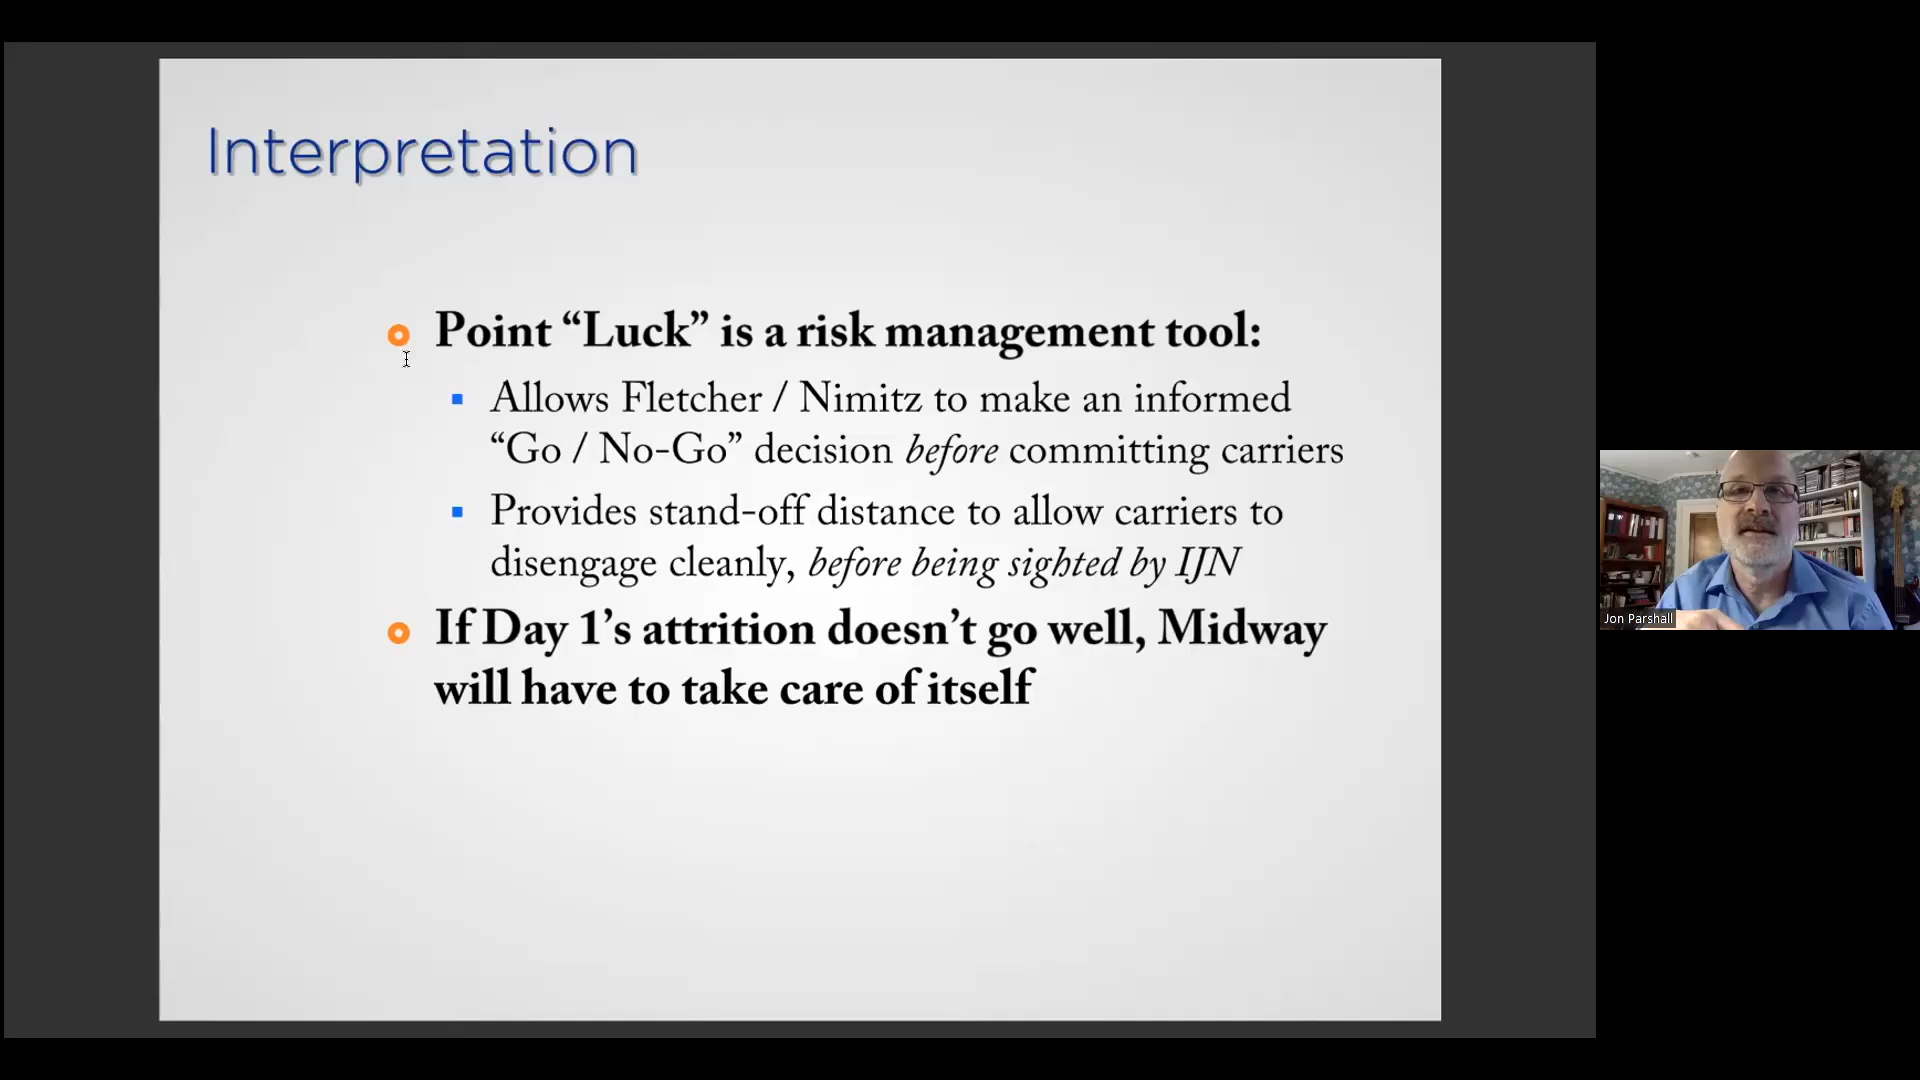 Interpretation
Point “Luck” is a risk management tool:
Allows Fletcher / Nimitz to make an informed
“Go / No-Go” decision before committing carriers
Provides stand-off distance to allow carriers to
disengage cleanly, before being sighted by IJN
If Day 1’s attrition doesn’t go well, Midway
will have to take care of itself
Jon Parshall